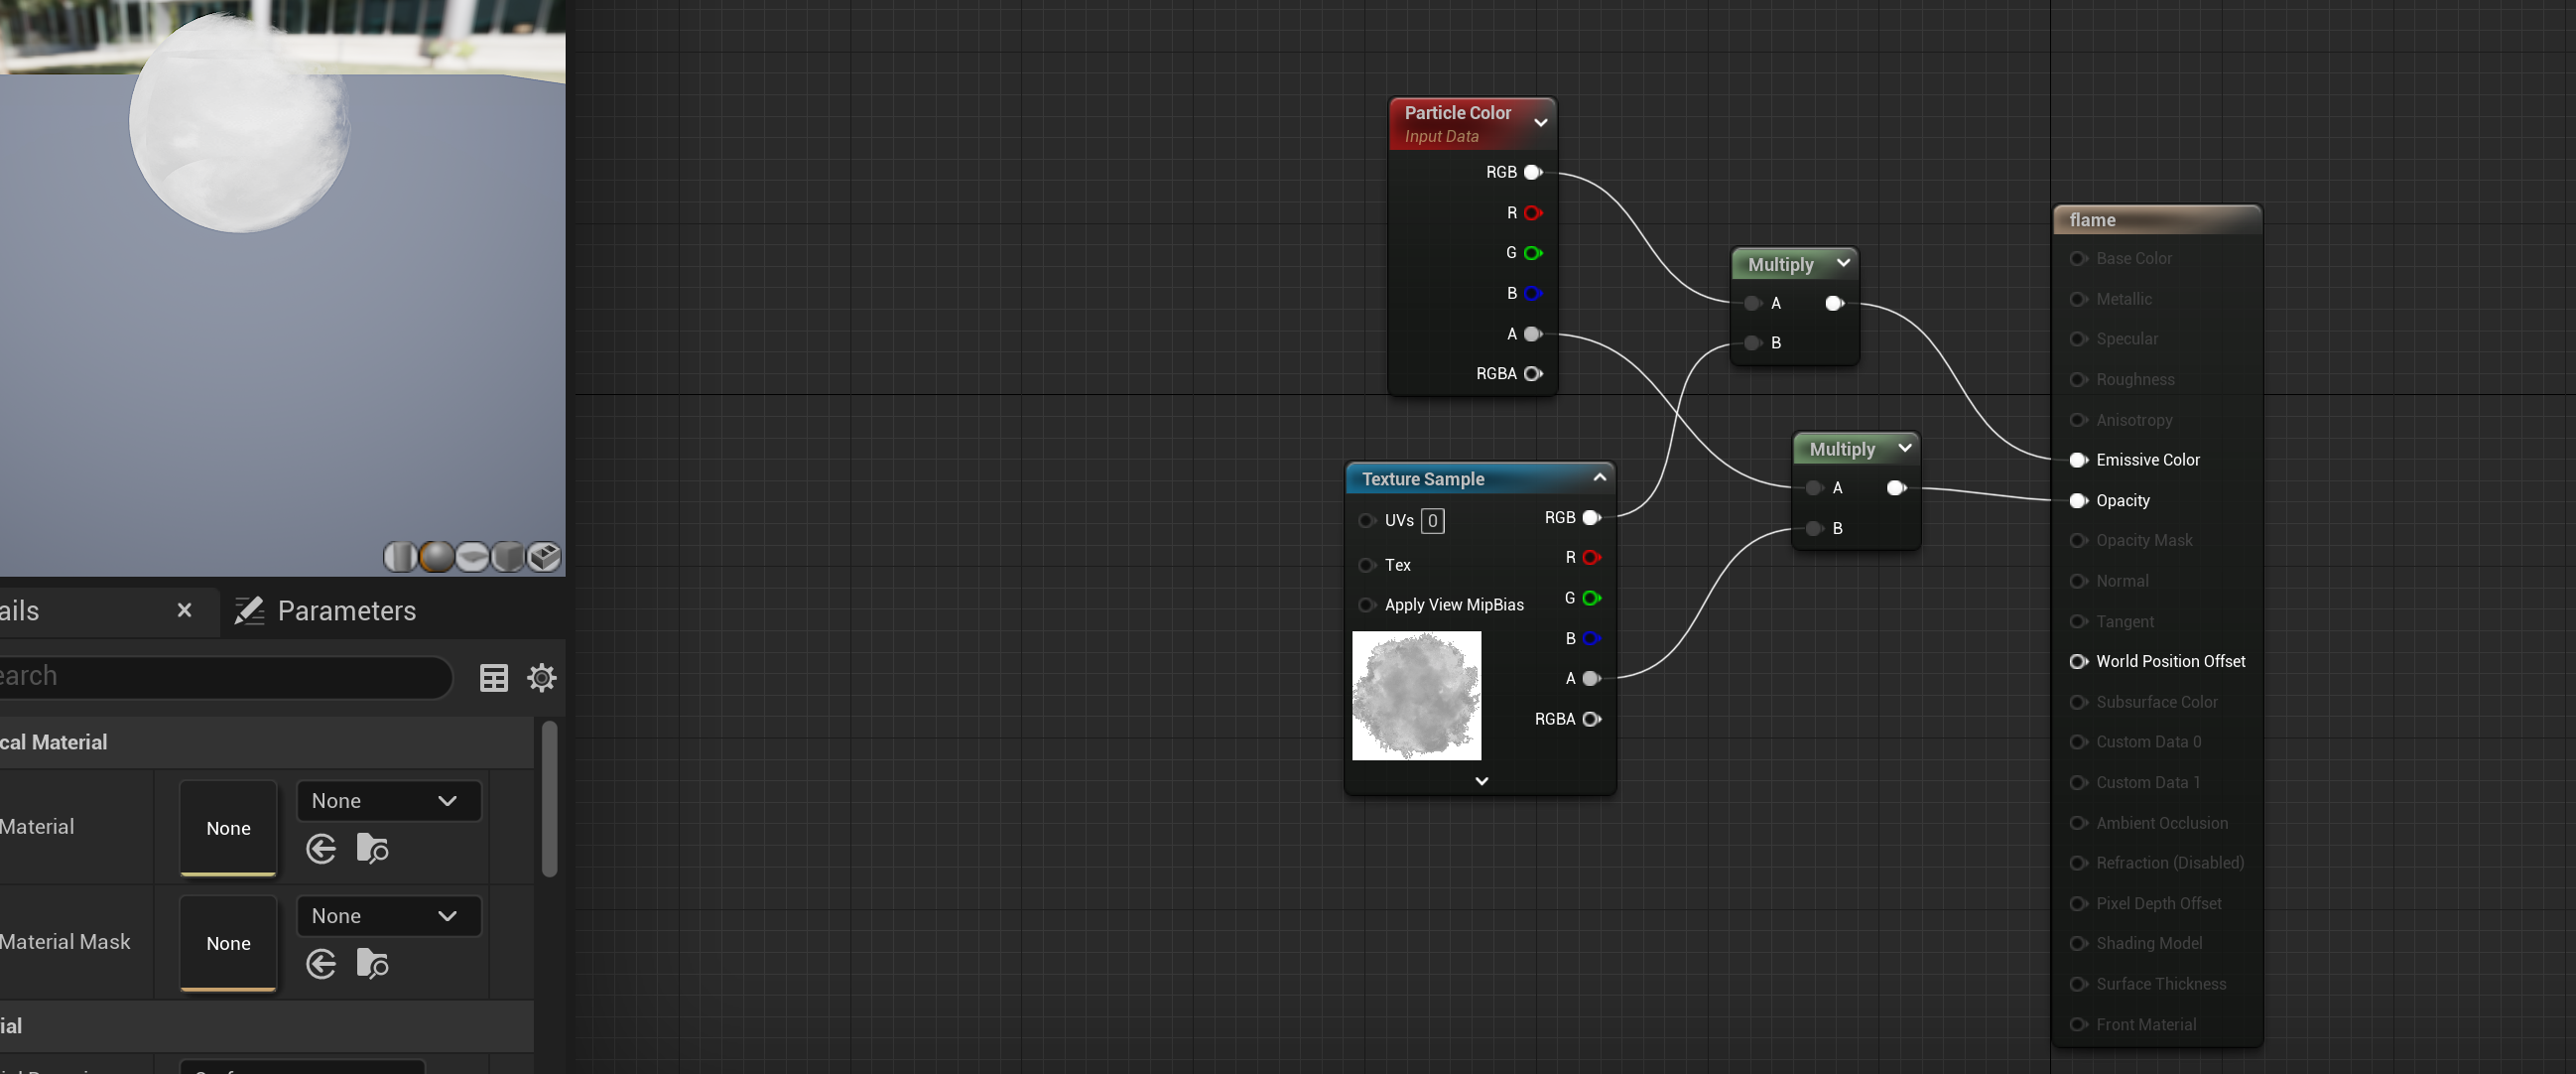 Particle Color
Input Data
RGB
R
G
B
A
RGBA
Multiply
A
B
Multiply
A
B
Texture Sample
UVs 0
Tex
Apply View MipBias
RGB
R
G
B
A
RGBA
flame
Base Color
Metallic
Specular
Roughness
Anisotropy
Emissive Color
Opacity
Opacity Mask
Normal
Tangent
World Position Offset
Subsurface Color
Custom Data 0
Custom Data 1
Ambient Occlusion
Refraction (Disabled)
Pixel Depth Offset
Shading Model
Surface Thickness
Front Material
ails
Parameters
earch
cal Material
Material
None
None
Material Mask
None
None
ial